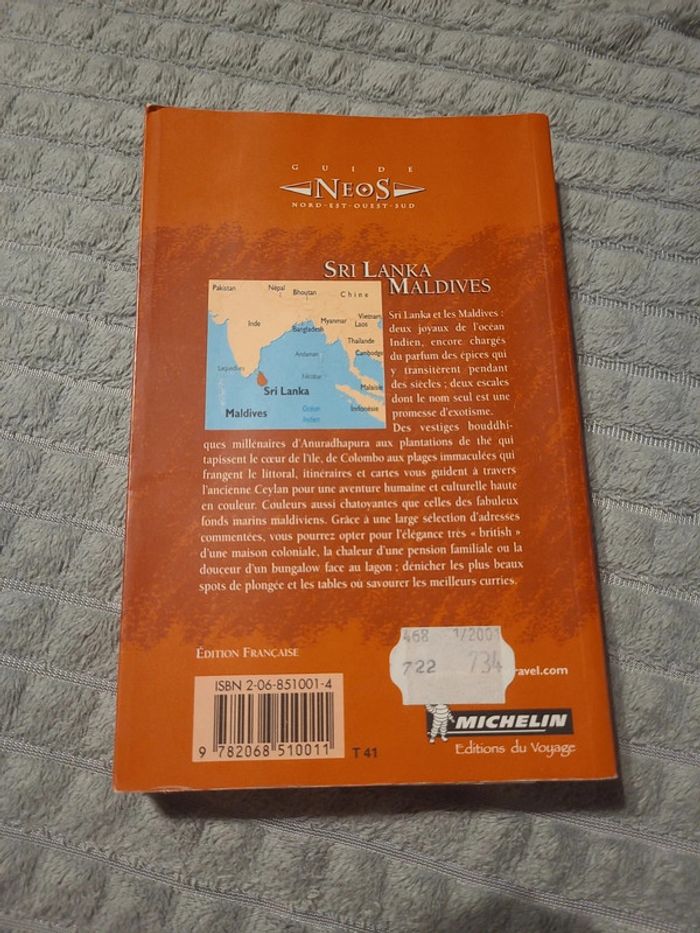 GUIDE
NEOS
NORD-EST-OUEST-SUD
SRI LANKA
MALDIVES
Pakistan
Népal
Bhoutan
Chine
Inde
Bangladesh
Myanmar
Vietnam
Laos
Thaïlande
Andaman
Cambodge
Laquedives
Nicobar
Sri Lanka
Malaisie
Maldives
Océan
Indien
Indonésie
Sri Lanka et les Maldives :
deux joyaux de l'océan
Indien, encore chargés
du parfum des épices qui
y transitèrent pendant
des siècles ; deux escales
dont le nom seul est une
promesse d'exotisme.
Des vestiges bouddhi-
ques millénaires d'Anuradhapura aux plantations de thé qui
tapissent le cœur de l'île, de Colombo aux plages immaculées qui
frangent le littoral, itinéraires et cartes vous guident à travers
l'ancienne Ceylan pour une aventure humaine et culturelle haute
en couleur. Couleurs aussi chatoyantes que celles des fabuleux
fonds marins maldiviens. Grâce à une large sélection d'adresses
commentées, vous pourrez opter pour l'élégance très « british »
d'une maison coloniale, la chaleur d'une pension familiale ou la
douceur d'un bungalow face au lagon ; dénicher les plus beaux
spots de plongée et les tables où savourer les meilleurs curries.
ÉDITION FRANÇAISE
468 1/2001
722 734
ravel.com
ISBN 2-06-851001-4
9 782068 510011
T 41
MICHELIN
Editions du Voyage